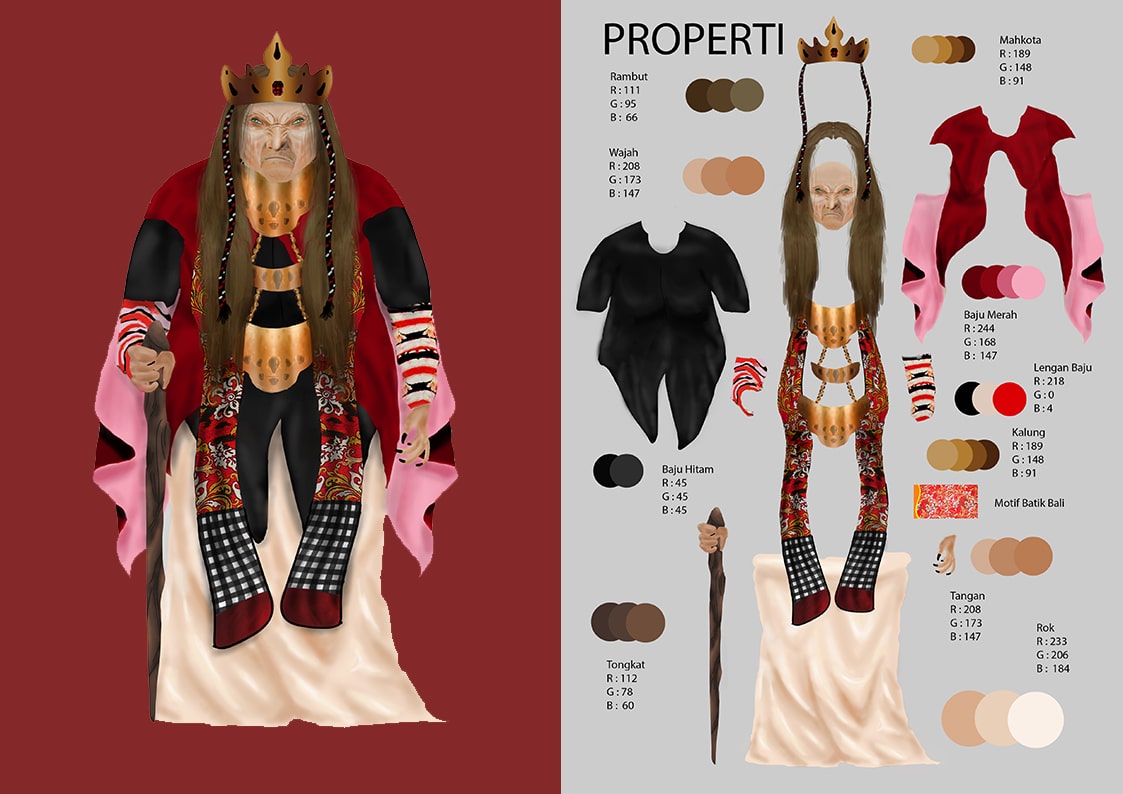 PROPERTI
Mahkota
R : 189
G : 148
B : 91
Rambut
R : 111
G : 95
B : 66
Wajah
R : 208
G : 173
B : 147
Baju Merah
R : 244
G : 168
B : 147
Lengan Baju
R : 218
G : 0
B : 4
Kalung
R : 189
G : 148
B : 91
Baju Hitam
R : 45
G : 45
B : 45
Motif Batik Bali
Tangan
R : 208
G : 173
B : 147
Rok
R : 233
G : 206
B : 184
Tongkat
R : 112
G : 78
B : 60